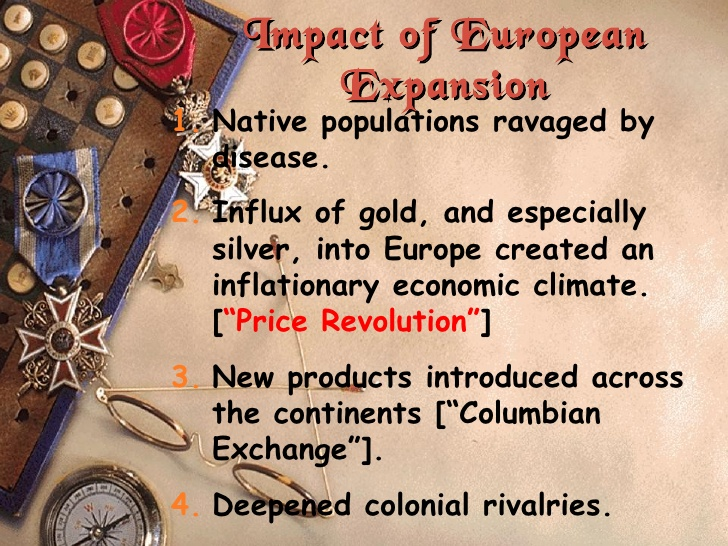 Impact of European
Expansion
1. Native populations ravaged by
disease.
2. Influx of gold, and especially
silver, into Europe created an
inflationary economic climate.
[“Price Revolution”]
3. New products introduced across
the continents [“Columbian
Exchange”].
4. Deepened colonial rivalries.